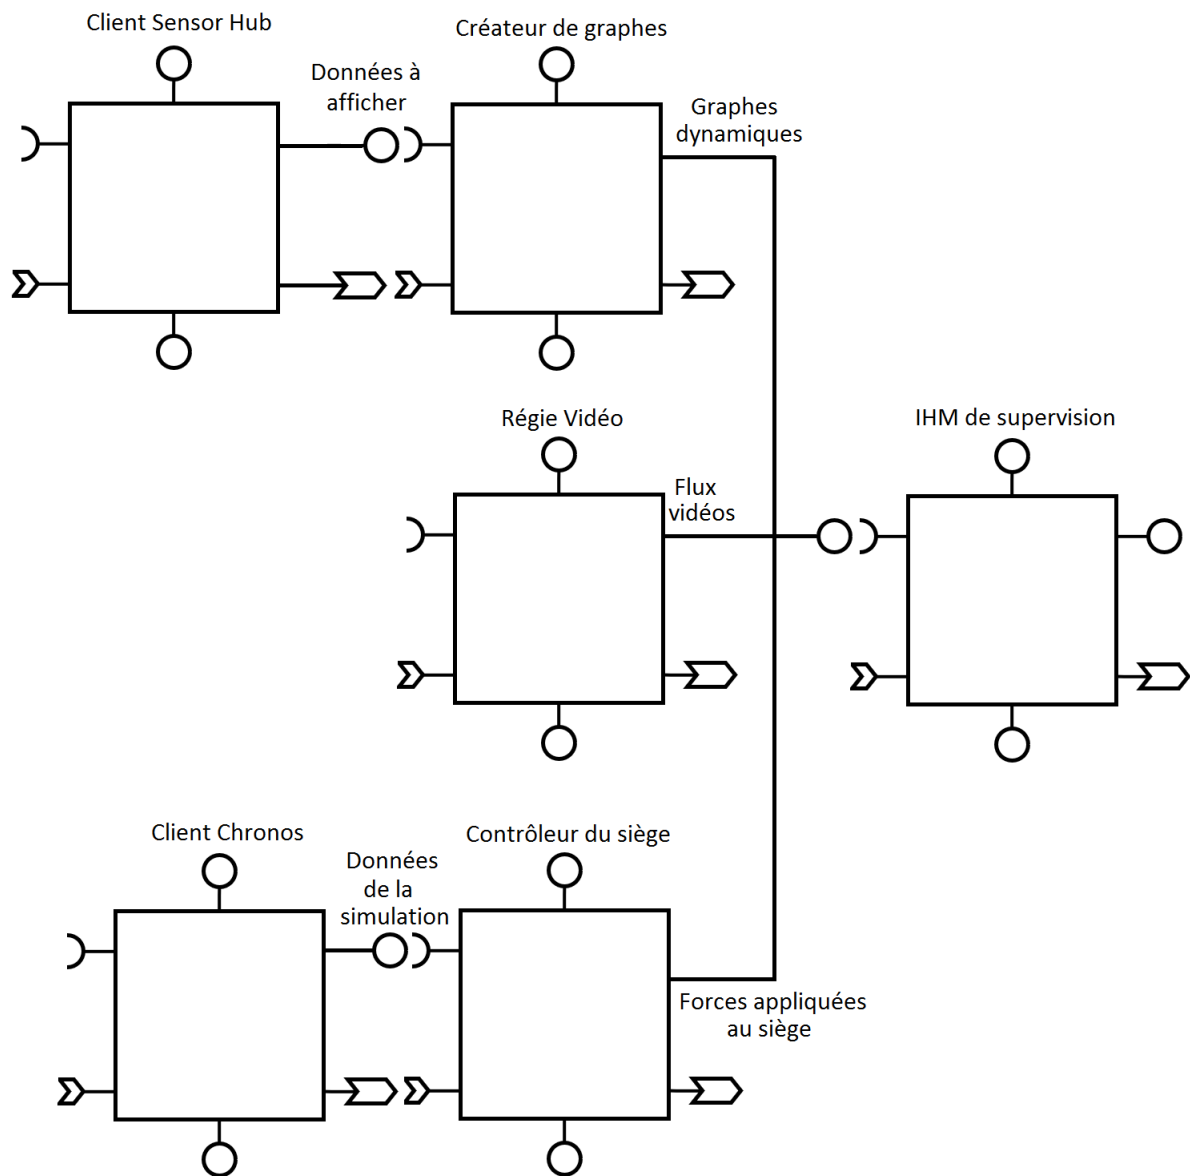 Client Sensor Hub
Créateur de graphes
Données à
afficher
Graphes
dynamiques
Régie Vidéo
IHM de supervision
Flux
vidéos
Client Chronos
Contrôleur du siège
Données
de la
simulation
Forces appliquées
au siège